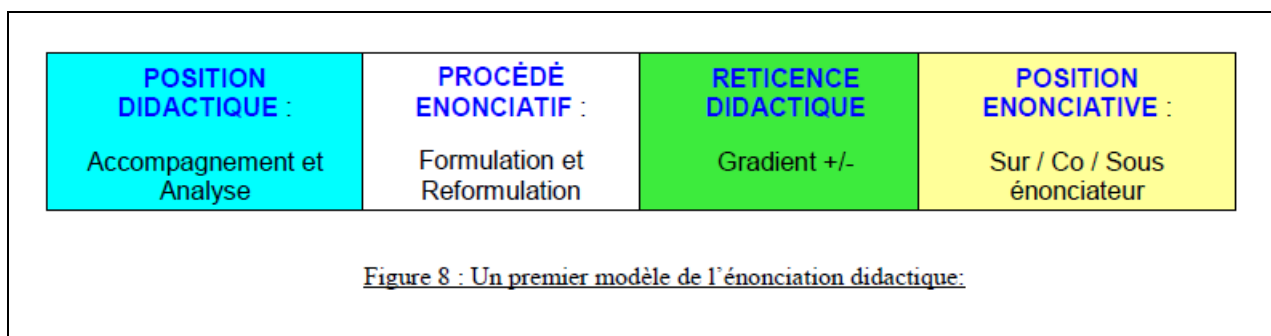 POSITION
DIDACTIQUE :
Accompagnement et
Analyse
PROCÉDÉ
ENONCIATIF :
Formulation et
Reformulation
RETICENCE
DIDACTIQUE
Gradient +/-
POSITION
ENONCIATIVE :
Sur / Co / Sous
énonciateur
Figure 8 : Un premier modèle de l’énonciation didactique: